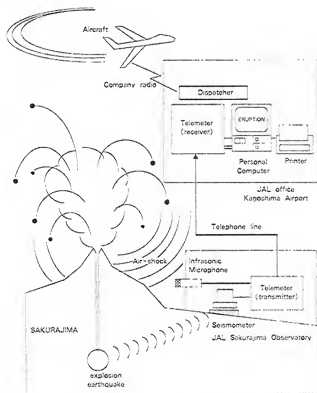 Aircraft
Company radio
Dispatcher
Telemeter
(receiver)
ERUPTION
Personal
Computer
Printer
JAL office
Kagoshima Airport
Telephone line
Air-shock
Infrasonic
Microphone
Telemeter
(transmitter)
Seismometer
SAKURAJIMA
JAL Sakurajima Observatory
explosion
earthquake